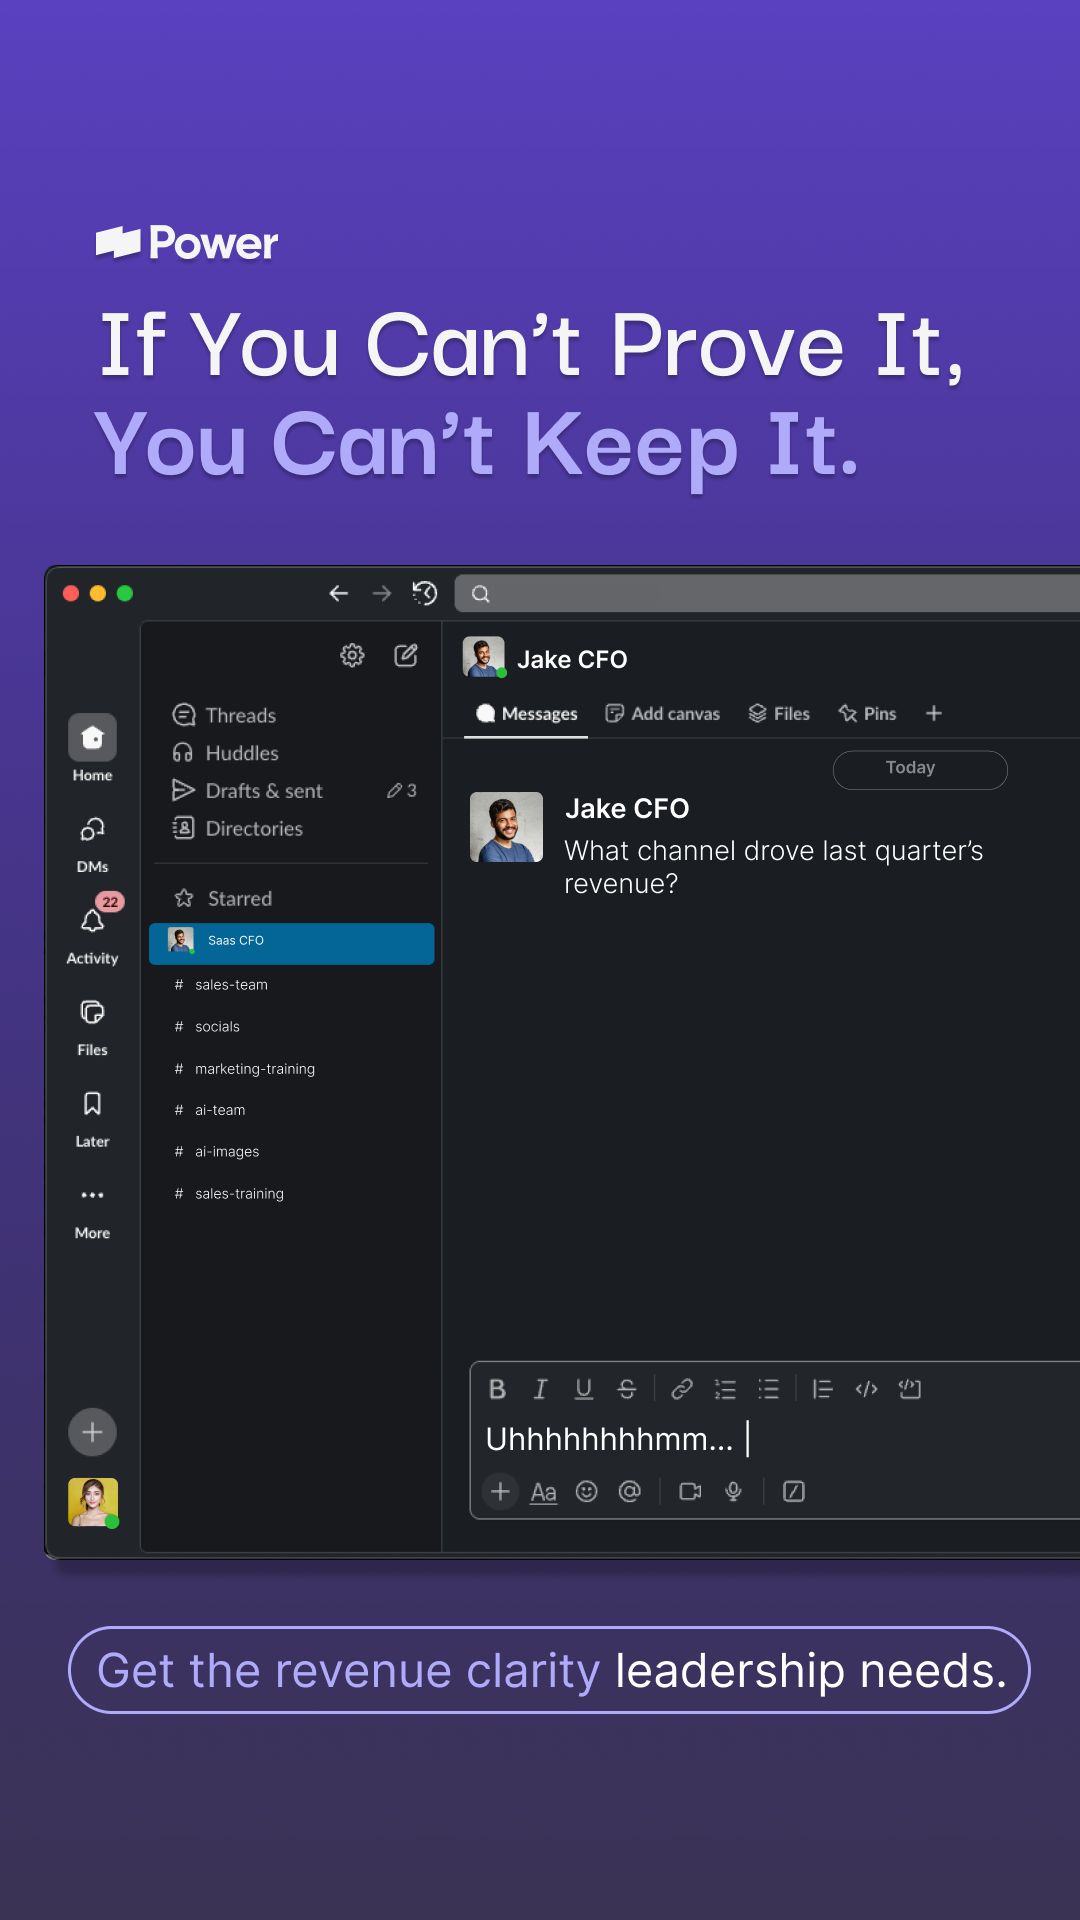 Power
If You Can’t Prove It,
You Can’t Keep It.
Jake CFO
Messages
Add canvas
Files
Pins
Threads
Huddles
Drafts & sent
3
Directories
Starred
Saas CFO
# sales-team
# socials
# marketing-training
# ai-team
# ai-images
# sales-training
Home
DMs
22
Activity
Files
Later
More
Today
Jake CFO
What channel drove last quarter’s
revenue?
B I U S
Uhhhhhhhhmm...
Aa
Get the revenue clarity leadership needs.